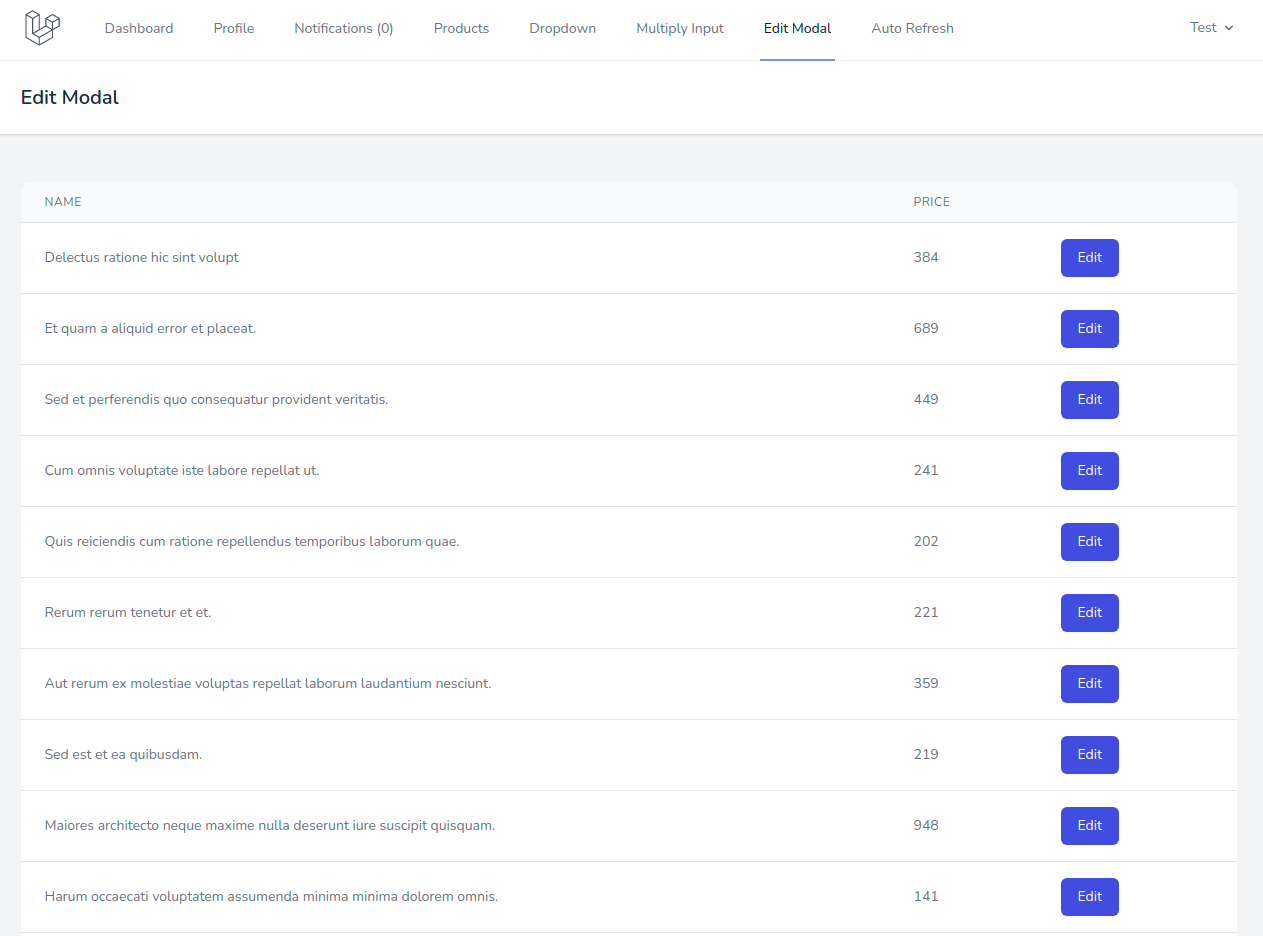 Dashboard Profile Notifications (0) Products Dropdown Multiply Input Edit Modal Auto Refresh Test
Edit Modal
NAME PRICE
Delectus ratione hic sint volupt 384 Edit
Et quam a aliquid error et placeat. 689 Edit
Sed et perferendis quo consequatur provident veritatis. 449 Edit
Cum omnis voluptate iste labore repellat ut. 241 Edit
Quis reiciendis cum ratione repellendus temporibus laborum quae. 202 Edit
Rerum rerum tenetur et et. 221 Edit
Aut rerum ex molestiae voluptas repellat laborum laudantium nesciunt. 359 Edit
Sed est et ea quibusdam. 219 Edit
Maiores architecto neque maxime nulla deserunt iure suscipit quisquam. 948 Edit
Harum occaecati voluptatem assumenda minima minima dolorem omnis. 141 Edit